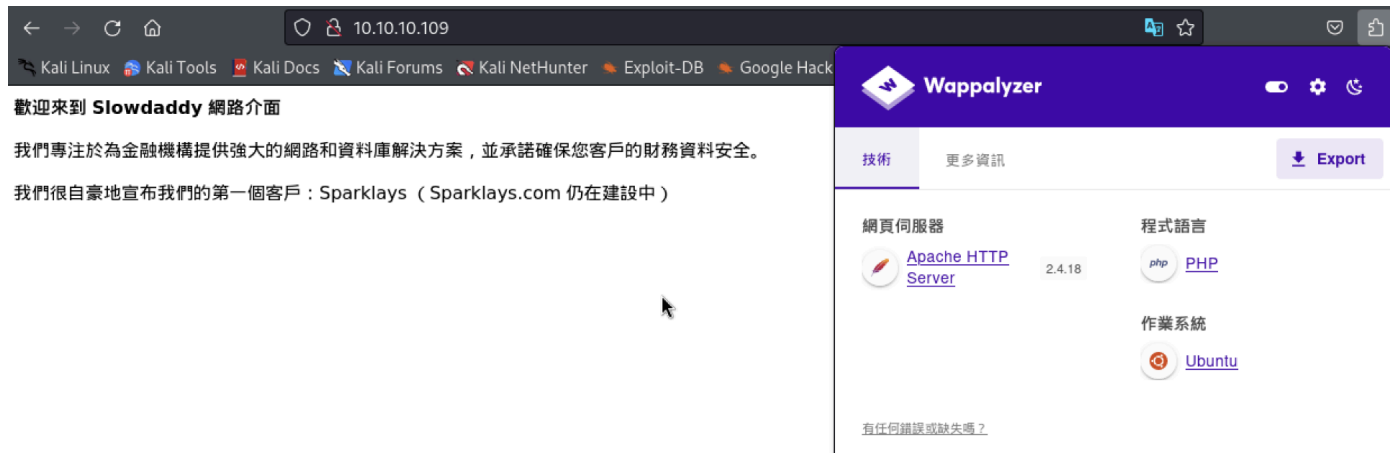 10.10.10.109
Kali Linux Kali Tools Kali Docs Kali Forums Kali NetHunter Exploit-DB Google Hack
歡迎來到 Slowdaddy 網路介面
我們專注於為金融機構提供強大的網路和資料庫解決方案，並承諾確保您客戶的財務資料安全。
我們很自豪地宣布我們的第一個客戶：Sparklays （Sparklays.com 仍在建設中）
Wappalyzer
技術 更多資訊
Export
網頁伺服器
Apache HTTP
Server
2.4.18
程式語言
php PHP
作業系統
Ubuntu
有任何錯誤或缺失嗎？